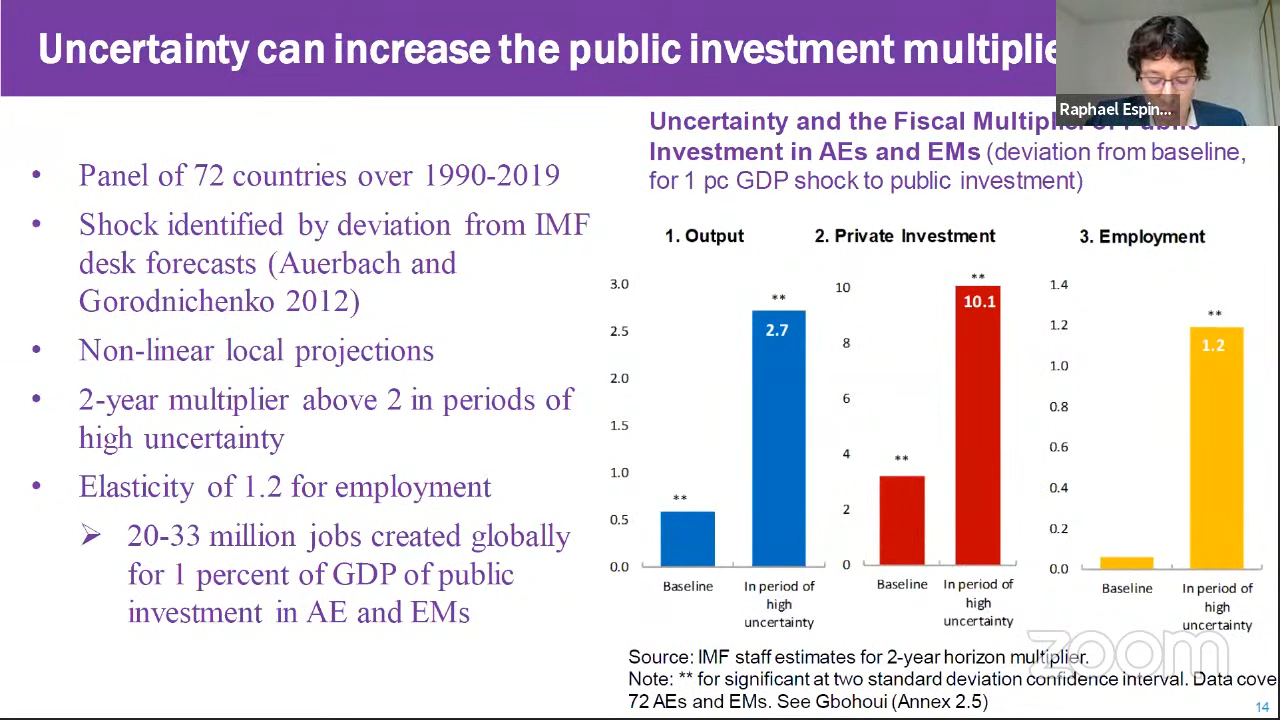 Uncertainty can increase the public investment
Raphael Espin...
• Panel of 72 countries over 1990-2019
• Shock identified by deviation from IMF
desk forecasts (Auerbach and
Gorodnichenko 2012)
• Non-linear local projections
• 2-year multiplier above 2 in periods of
high uncertainty
• Elasticity of 1.2 for employment
➢ 20-33 million jobs created globally
for 1 percent of GDP of public
investment in AE and EMs
Uncertainty and the Fiscal Multiplier of Public
Investment in AEs and EMs (deviation from baseline,
for 1 pc GDP shock to public investment)
1. Output
3.0
2.5
2.0
1.5
1.0
0.5
0.0
**
**
2.7
Baseline
In period of
high
uncertainty
2. Private Investment
10
8
6
4
2
0
**
**
10.1
Baseline
In period of
high
uncertainty
3. Employment
1.4
1.2
1.0
0.8
0.6
0.4
0.2
0.0
**
1.2
Baseline
In period of
high
uncertainty
zoom
Source: IMF staff estimates for 2-year horizon multiplier.
Note: ** for significant at two standard deviation confidence interval. Data cove
72 AEs and EMs. See Gbohoui (Annex 2.5)
14